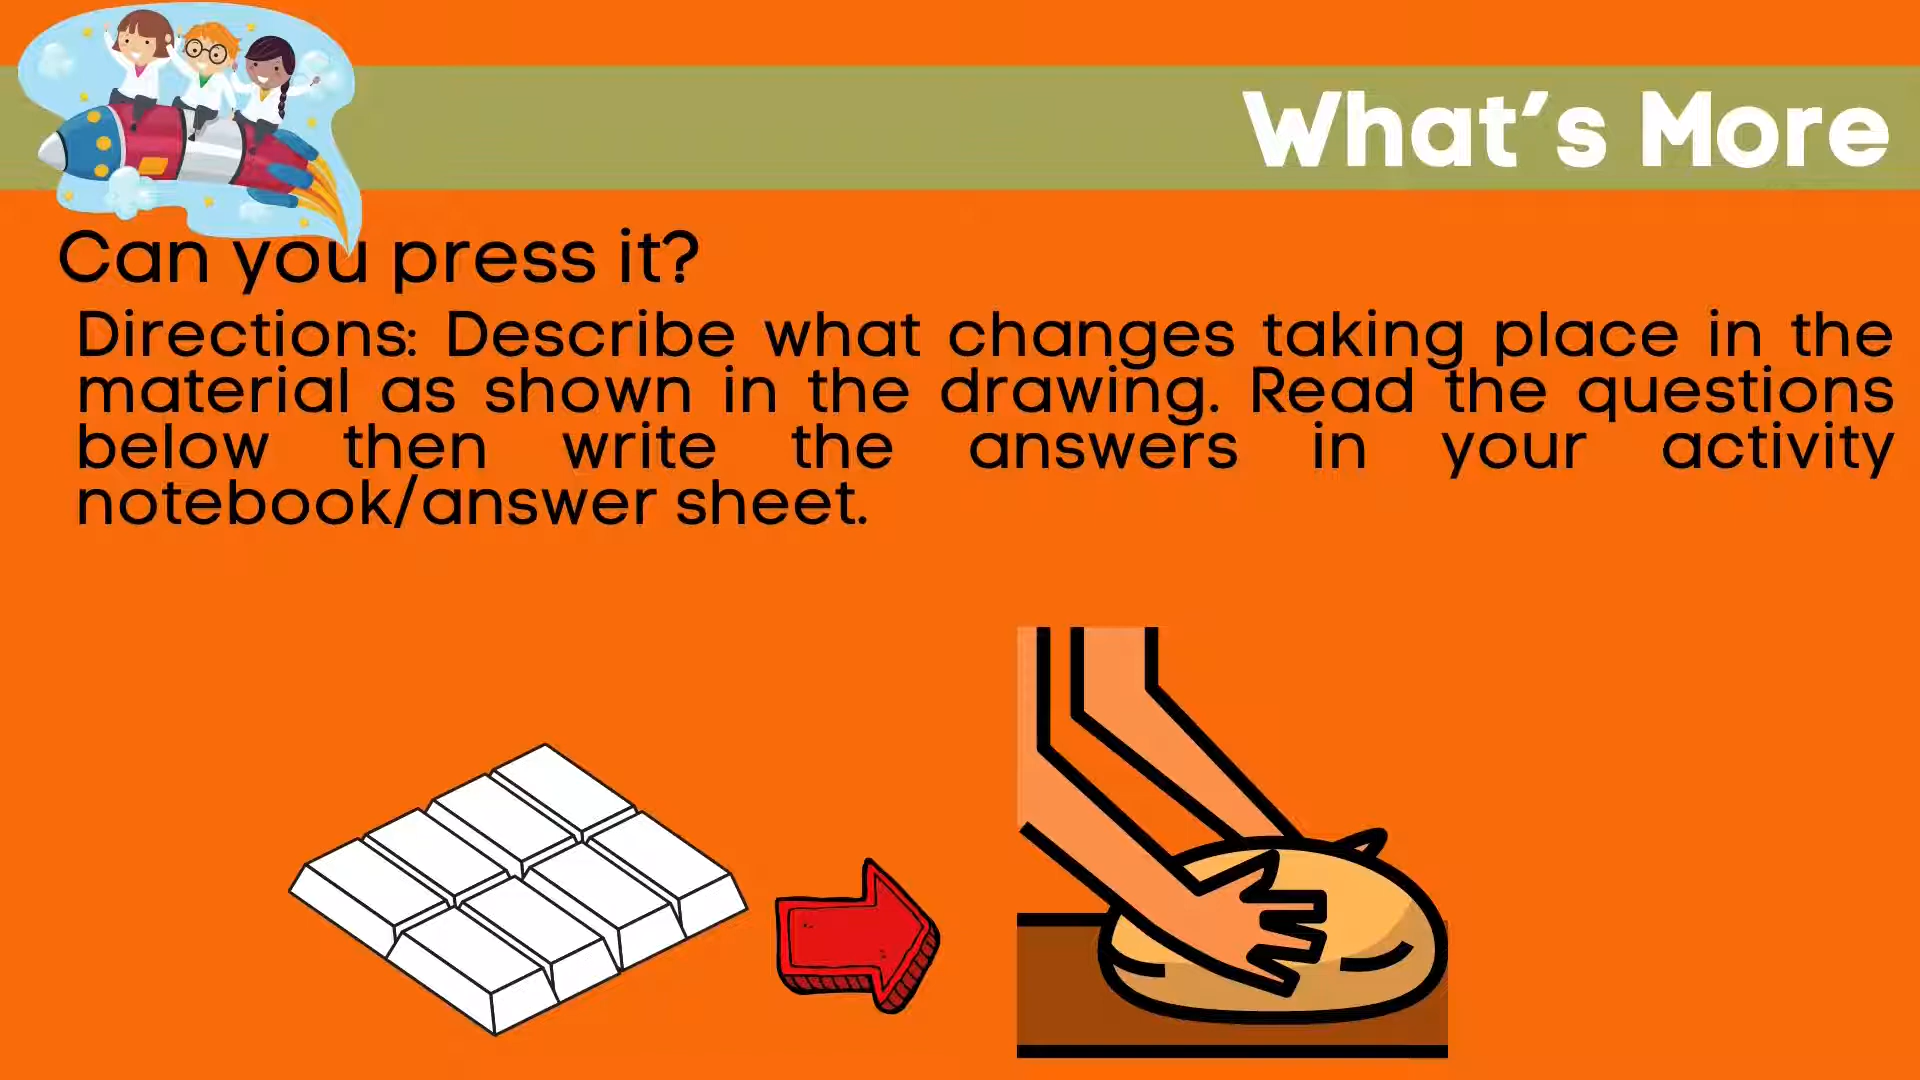 What's More
Can you press it?
Directions: Describe what changes taking place in the
material as shown in the drawing. Read the questions
below then write the answers in your activity
notebook/answer sheet.